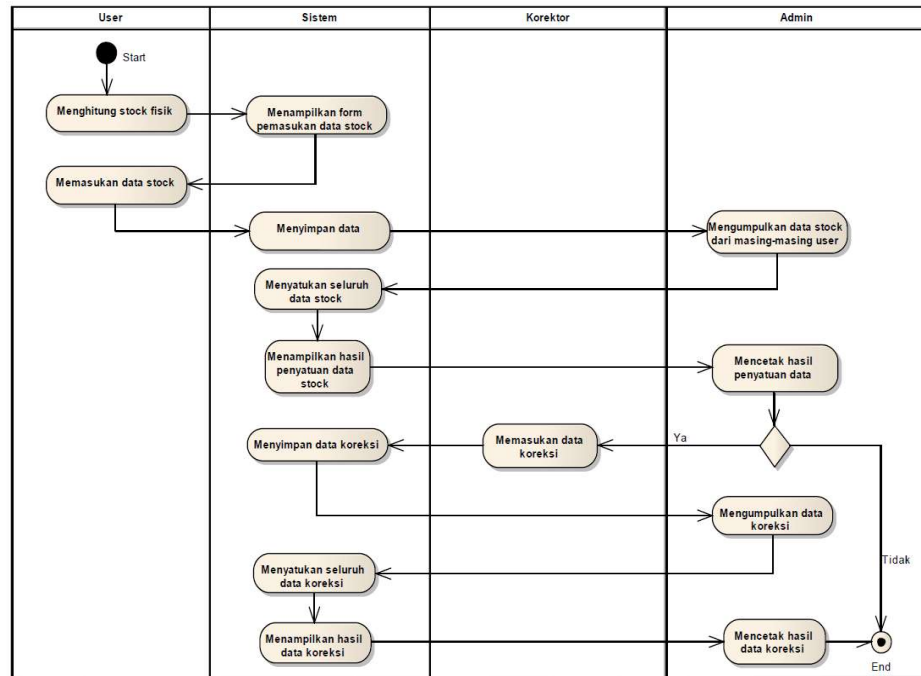 User
Sistem
Korektor
Admin
Start
Menghitung stock fisik
Menampilkan form
pemasukan data stock
Memasukan data stock
Menyimpan data
Mengumpulkan data stock
dari masing-masing user
Menyatukan seluruh
data stock
Menampilkan hasil
penyatuan data
stock
Mencetak hasil
penyatuan data
Menyimpan data koreksi
Memasukan data
koreksi
Ya
Mengumpulkan data
koreksi
Tidak
Menyatukan seluruh
data koreksi
Menampilkan hasil
data koreksi
Mencetak hasil
data koreksi
End